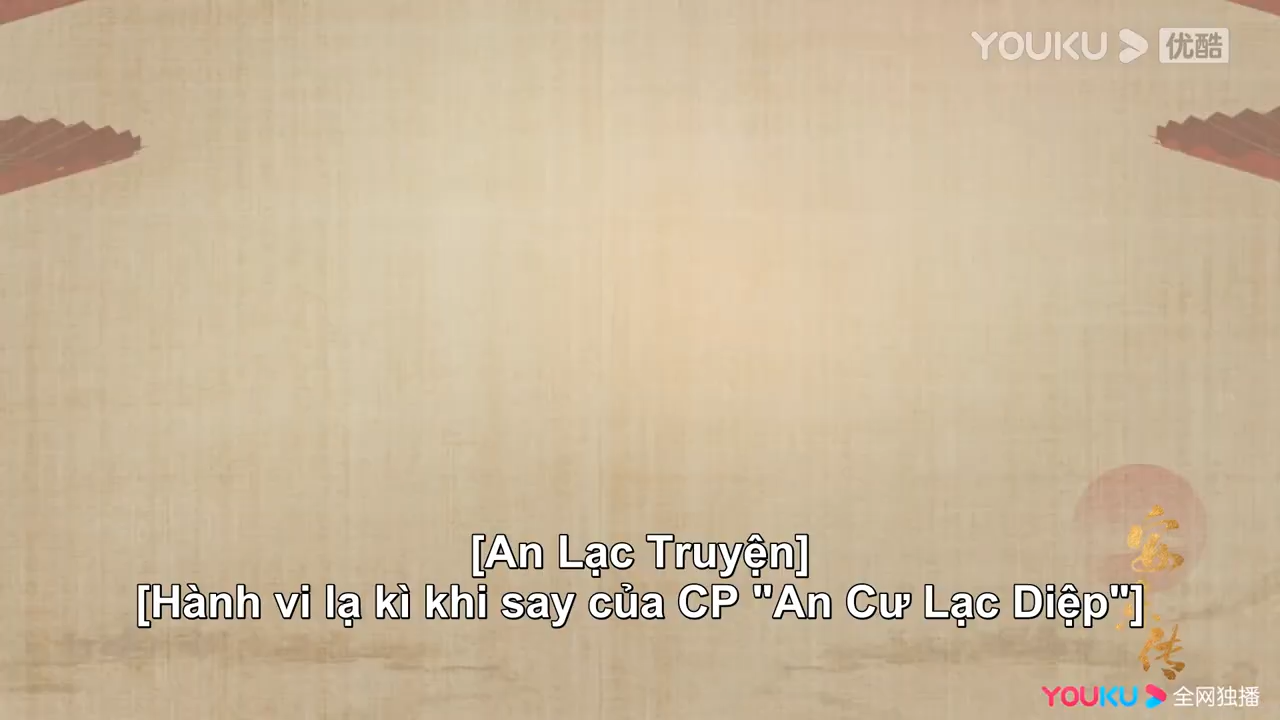 YOUKU 优酷
[An Lạc Truyện]
[Hành vi lạ kì khi say của CP "An Cư Lạc Diệp"]
传
YOUKU 全网独播